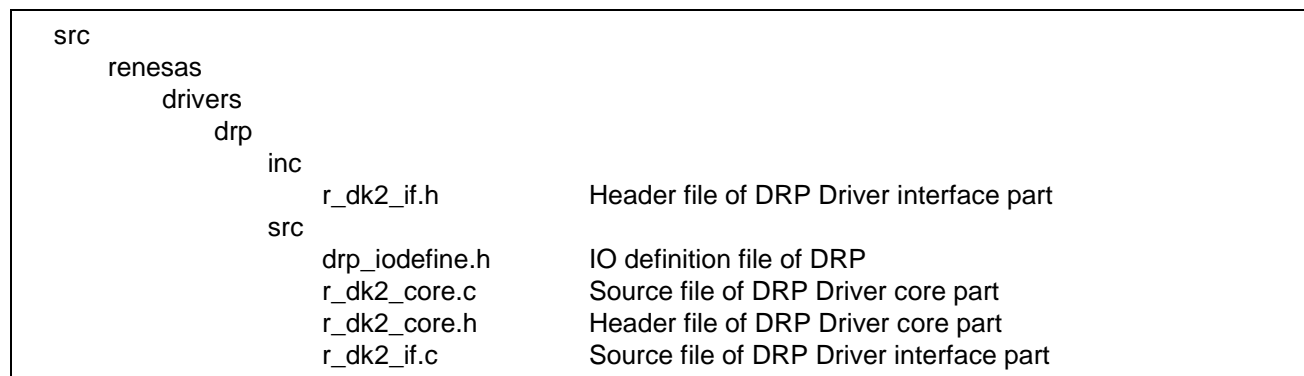 src
renesas
drivers
drp
inc
r_dk2_if.h Header file of DRP Driver interface part
src
drp_iodefine.h IO definition file of DRP
r_dk2_core.c Source file of DRP Driver core part
r_dk2_core.h Header file of DRP Driver core part
r_dk2_if.c Source file of DRP Driver interface part